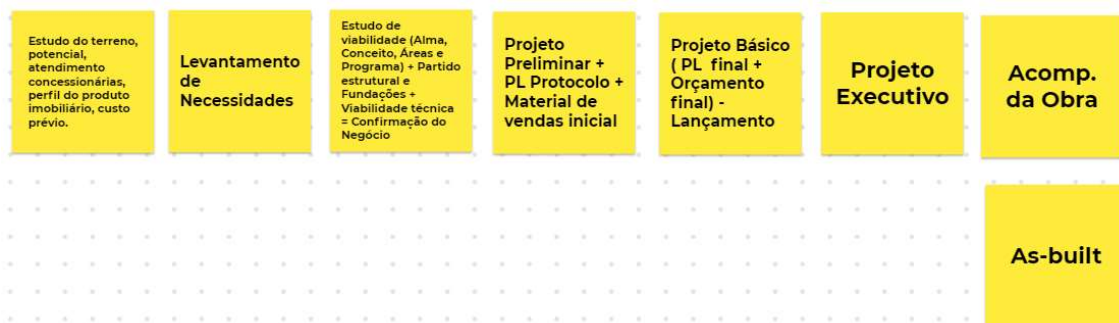 Estudo do terreno,
potencial,
atendimento
concessionárias,
perfil do produto
imobiliário, custo
prévio.
Levantamento
de
Necessidades
Estudo de
viabilidade (Alma,
Conceito, Áreas e
Programa) + Partido
estrutural e
Fundações +
Viabilidade técnica
= Confirmação do
Negócio
Projeto
Preliminar +
PL Protocolo +
Material de
vendas inicial
Projeto Básico
( PL final +
Orçamento
final) -
Lançamento
Projeto
Executivo
Acomp.
da Obra
As-built